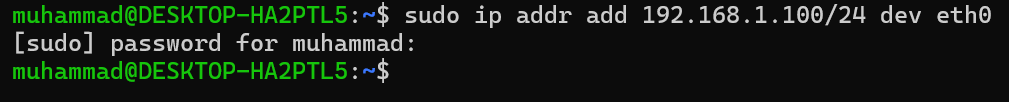 muhammad@DESKTOP-HA2PTL5:~$ sudo ip addr add 192.168.1.100/24 dev eth0
[sudo] password for muhammad:
muhammad@DESKTOP-HA2PTL5:~$